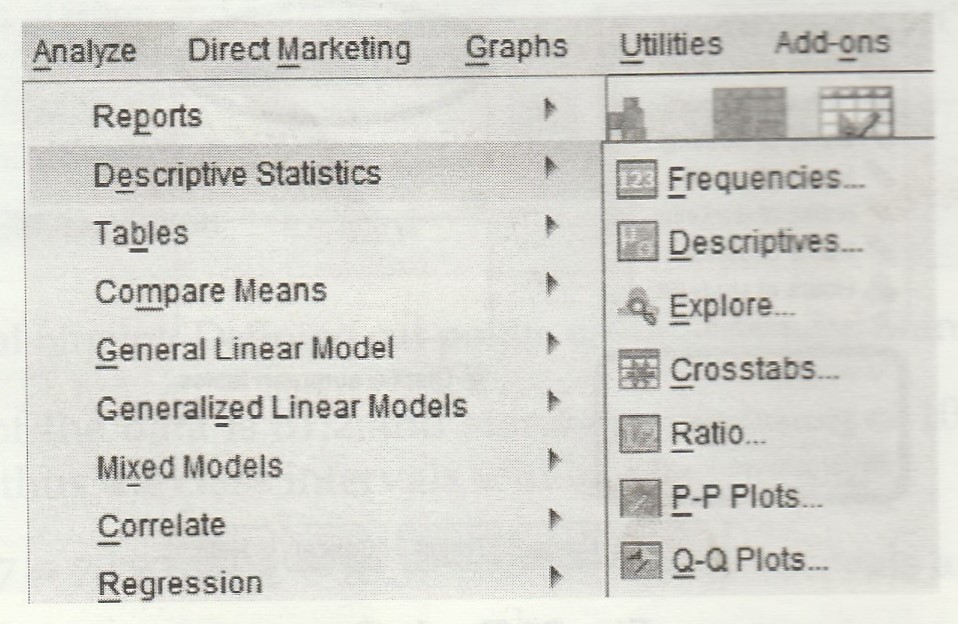 Analyze Direct Marketing Graphs Utilities Add-ons
Reports
Descriptive Statistics
Tables
Compare Means
General Linear Model
Generalized Linear Models
Mixed Models
Correlate
Regression
Frequencies...
Descriptives...
Explore...
Crosstabs...
Ratio...
P-P Plots...
Q-Q Plots...